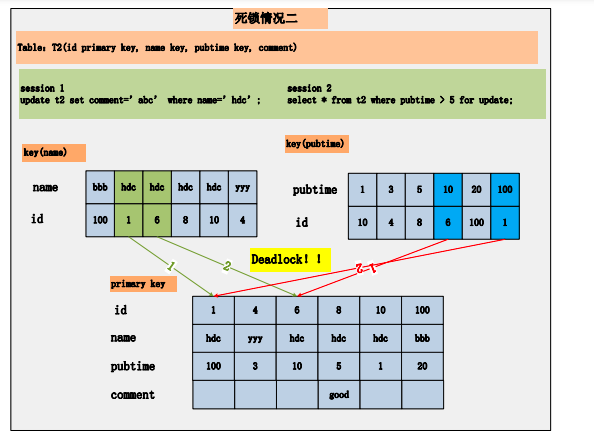 死锁情况二
Table: T2(id primary key, name key, pubtime key, comment)
session 1
update t2 set comment='abc' where name='hdc';
session 2
select * from t2 where pubtime > 5 for update;
key(name)
name bbb hdc hdc hdc hdc yyy
id 100 1 6 8 10 4
key(pubtime)
pubtime 1 3 5 10 20 100
id 10 4 8 6 100 1
1 2
Deadlock!!
1 2
primary key
id 1 4 6 8 10 100
name hdc yyy hdc hdc hdc bbb
pubtime 100 3 10 5 1 20
comment good